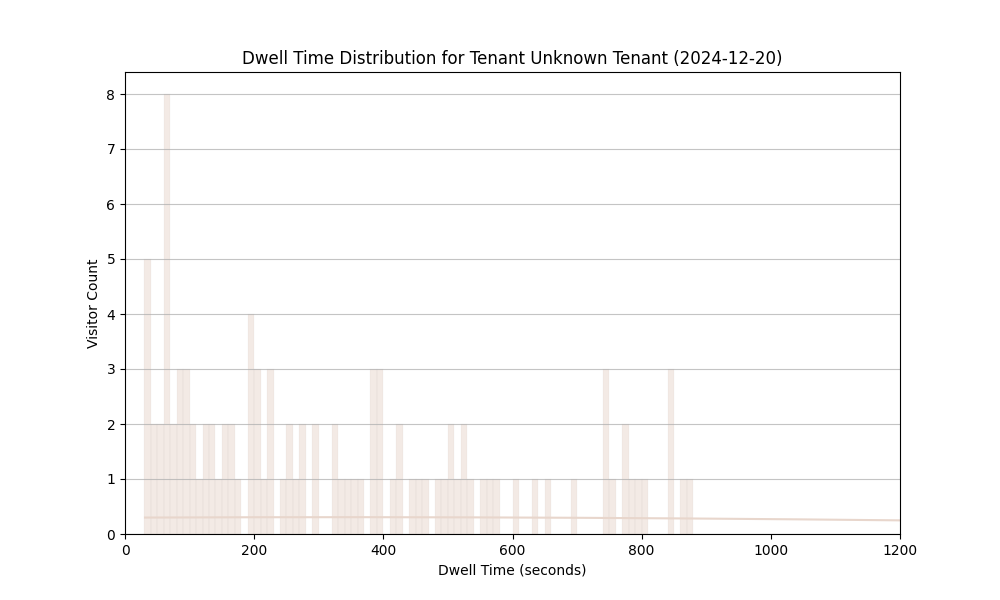 Dwell Time Distribution for Tenant Unknown Tenant (2024-12-20)
8
7
6
5
4
3
2
1
0
Visitor Count
0 200 400 600 800 1000 1200
Dwell Time (seconds)